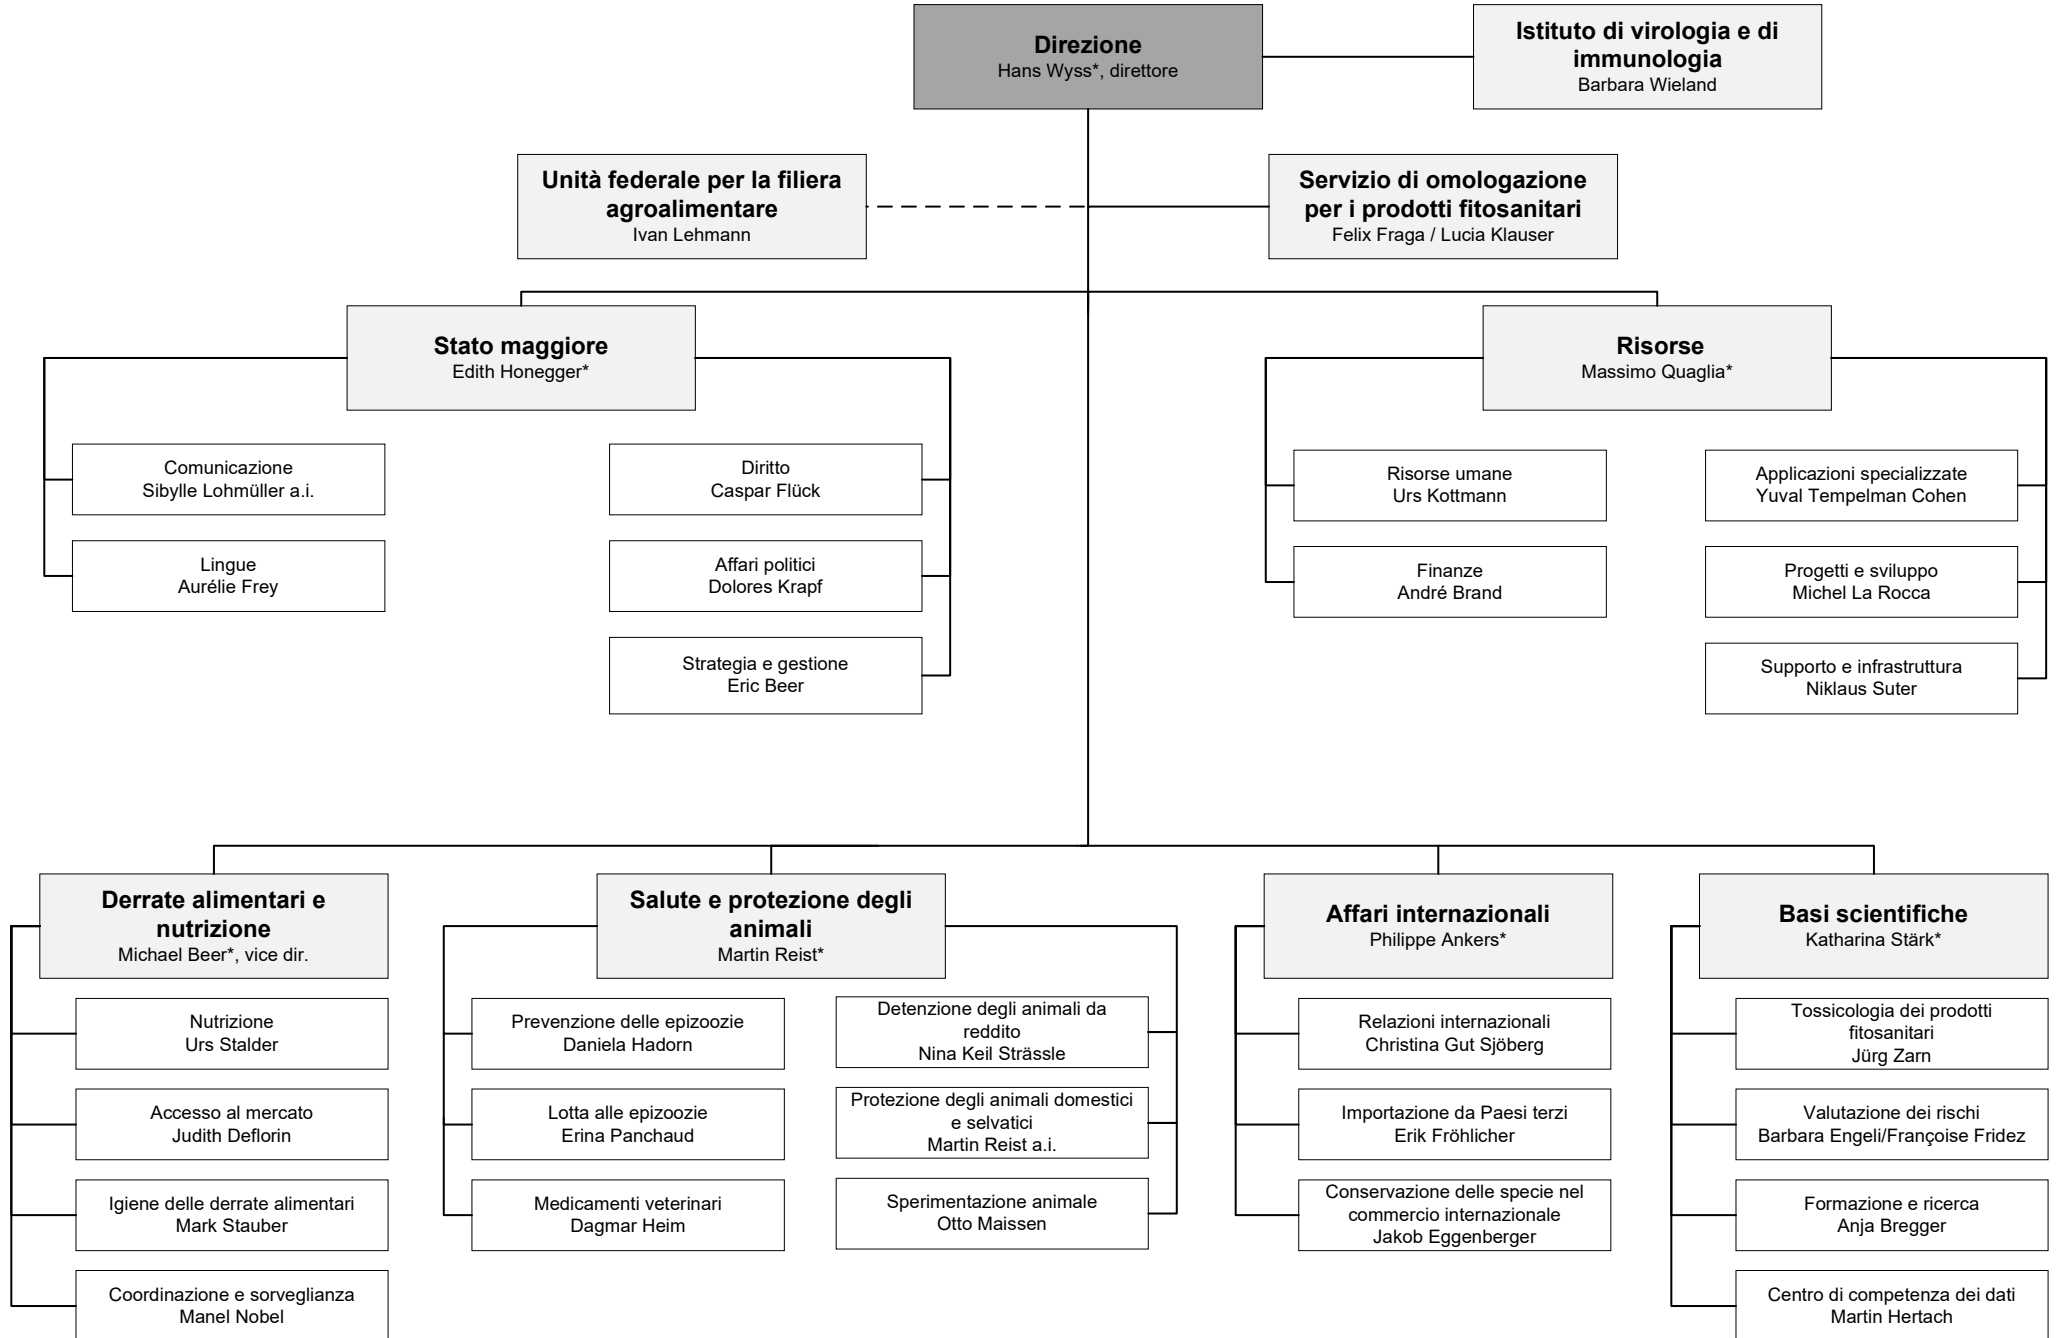 Direzione
Hans Wyss*, direttore
Istituto di virologia e di
immunologia
Barbara Wieland
Unità federale per la filiera
agroalimentare
Ivan Lehmann
Servizio di omologazione
per i prodotti fitosanitari
Felix Fraga / Lucia Klauser
Stato maggiore
Edith Honegger*
Risorse
Massimo Quaglia*
Comunicazione
Sibylle Lohmüller a.i.
Lingue
Aurélie Frey
Diritto
Caspar Flück
Affari politici
Dolores Krapf
Strategia e gestione
Eric Beer
Risorse umane
Urs Kottmann
Finanze
André Brand
Applicazioni specializzate
Yuval Tempelman Cohen
Progetti e sviluppo
Michel La Rocca
Supporto e infrastruttura
Niklaus Suter
Derrate alimentari e
nutrizione
Michael Beer*, vice dir.
Nutrizione
Urs Stalder
Accesso al mercato
Judith Deflorin
Igiene delle derrate alimentari
Mark Stauber
Coordinazione e sorveglianza
Manel Nobel
Salute e protezione degli
animali
Martin Reist*
Prevenzione delle epizoozie
Daniela Hadorn
Lotta alle epizoozie
Erina Panchaud
Medicamenti veterinari
Dagmar Heim
Detenzione degli animali da
reddito
Nina Keil Strässle
Protezione degli animali domestici
e selvatici
Martin Reist a.i.
Sperimentazione animale
Otto Maissen
Affari internazionali
Philippe Ankers*
Relazioni internazionali
Christina Gut Sjöberg
Importazione da Paesi terzi
Erik Fröhlicher
Conservazione delle specie nel
commercio internazionale
Jakob Eggenberger
Basi scientifiche
Katharina Stärk*
Tossicologia dei prodotti
fitosanitari
Jürg Zarn
Valutazione dei rischi
Barbara Engeli/Françoise Fridez
Formazione e ricerca
Anja Bregger
Centro di competenza dei dati
Martin Hertach